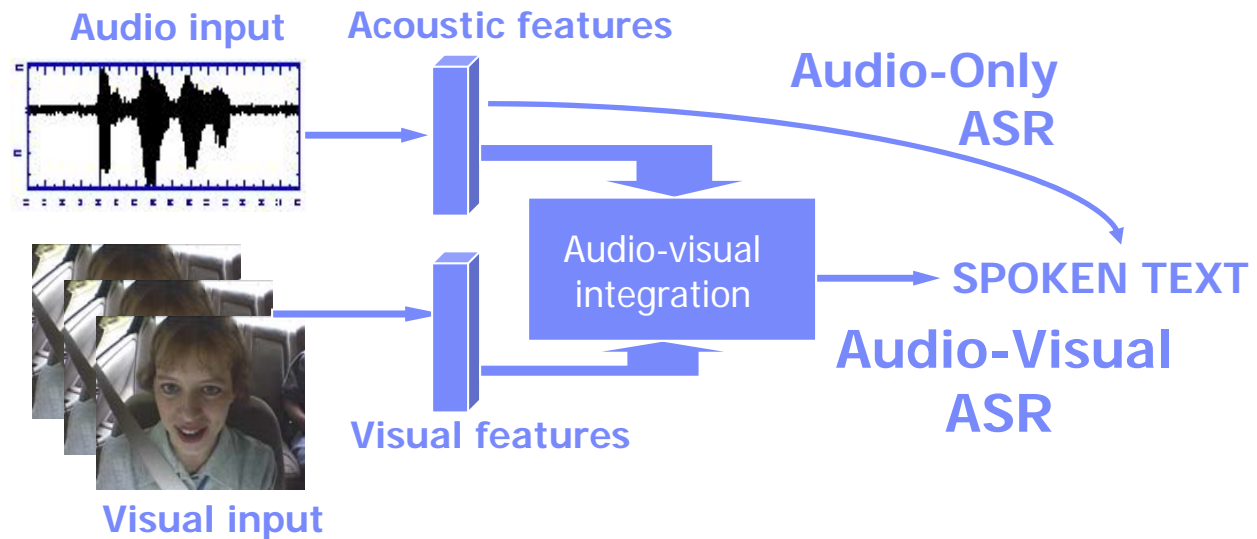 Audio input
Acoustic features
Audio-Only
ASR
Audio-visual
integration
SPOKEN TEXT
Audio-Visual
ASR
Visual features
Visual input